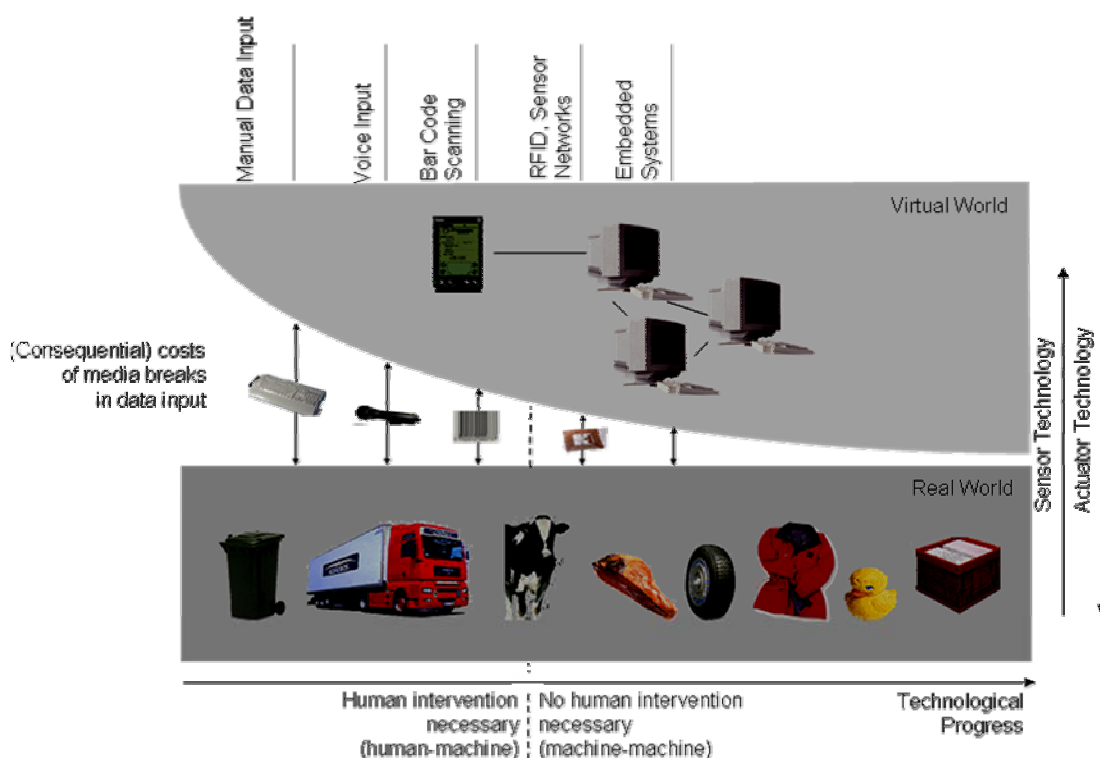 Manual Data Input
Voice Input
Bar Code
Scanning
RFID, Sensor
Networks
Embedded
Systems
Virtual World
(Consequential) costs
of media breaks
in data input
Sensor Technology
Actuator Technology
Real World
Human intervention
necessary
(human-machine)
No human intervention
necessary
(machine-machine)
Technological
Progress